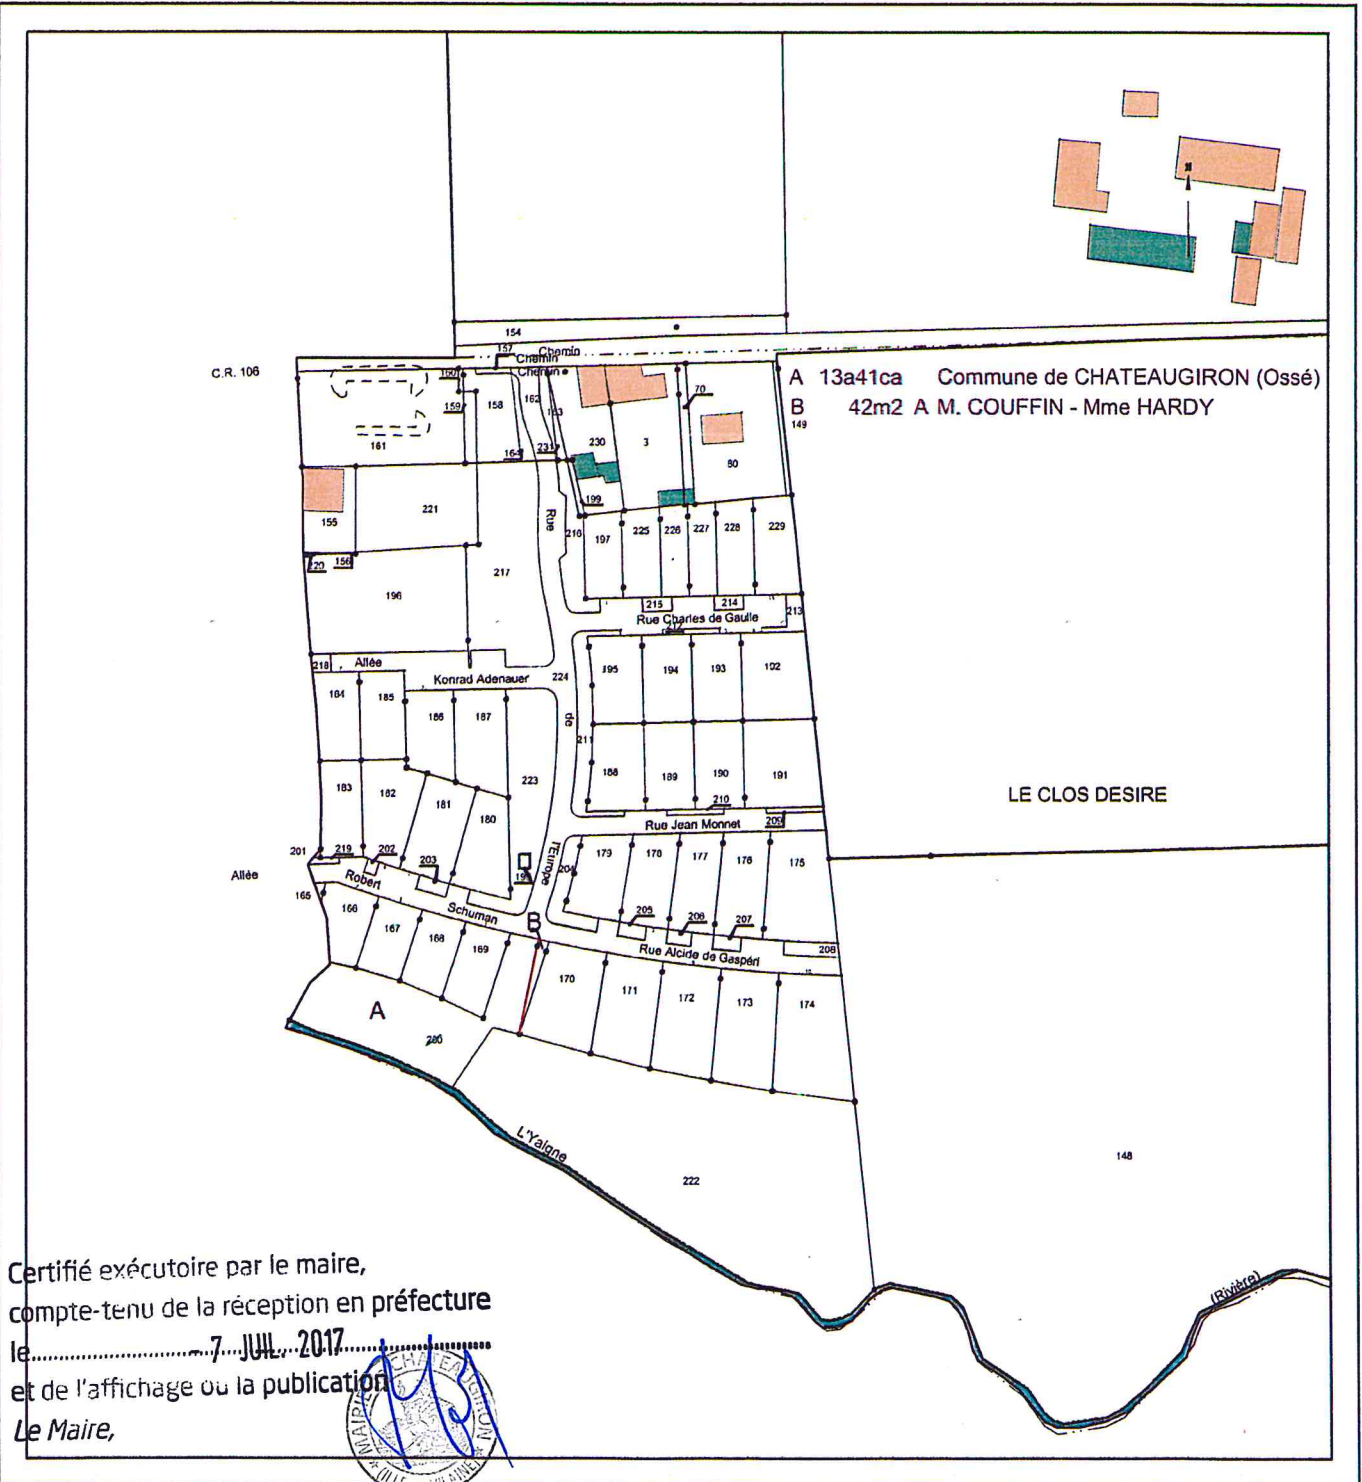 154
157
Chemin
Chemin
Chemin
C.R. 106
160
A 13a41ca Commune de CHATEAUGIRON (Ossé)
B 42m2 A M. COUFFIN - Mme HARDY
149
70
159
158
162
163
161
164
231
230
3
80
199
155
221
Rue
216
197
225
226
227
228
229
220
156
217
196
215
214
213
Rue Charles de Gaulle
212
218
Allée
Konrad Adenauer
224
195
194
193
192
184
185
186
187
de
211
188
189
190
191
183
182
181
180
223
210
209
Rue Jean Monnet
LE CLOS DESIRE
201
219
202
203
l'Europe
204
179
178
177
176
175
Allée
Robert
Schuman
165
166
167
168
169
B
205
206
207
208
Rue Alcide de Gaspéri
170
171
172
173
174
A
200
L'Yaigne
222
148
(Rivière)
Certifié exécutoire par le maire,
compte-tenu de la réception en préfecture
le - 7 JUIL. 2017
et de l'affichage ou la publication
Le Maire,
MAIRIE CHATEAUGIRON